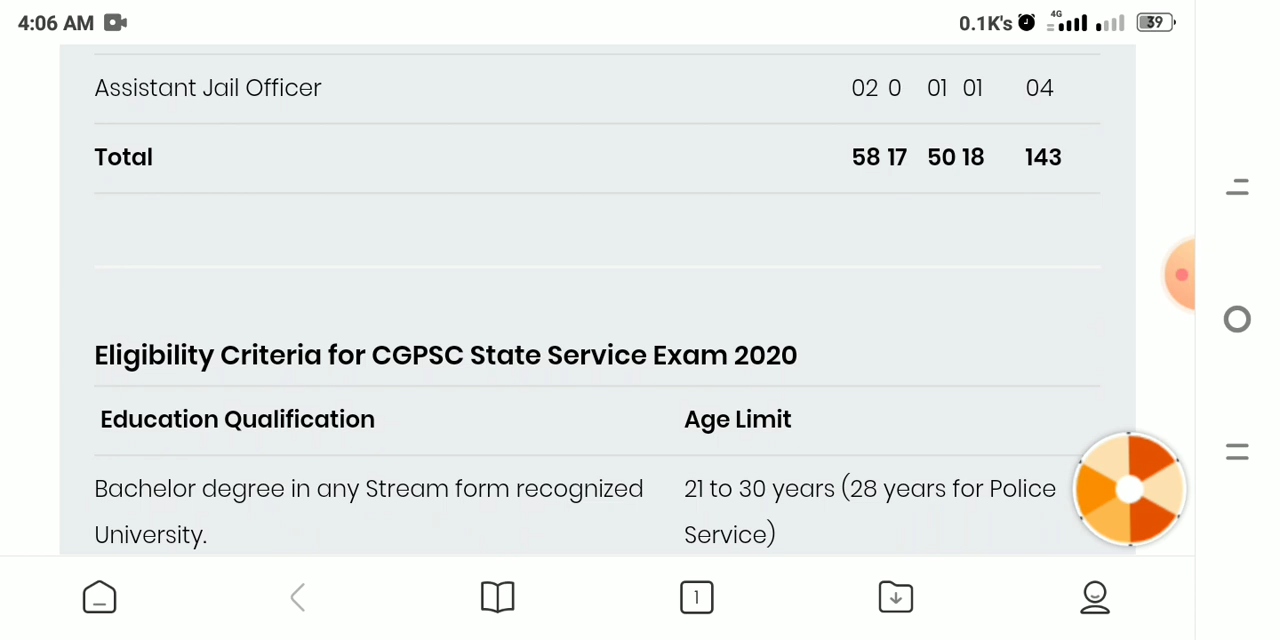 4:06 AM 0.1K's 4G 39
Assistant Jail Officer 02 0 01 01 04
Total 58 17 50 18 143
Eligibility Criteria for CGPSC State Service Exam 2020
Education Qualification Age Limit
Bachelor degree in any Stream form recognized 21 to 30 years (28 years for Police
University. Service)
1